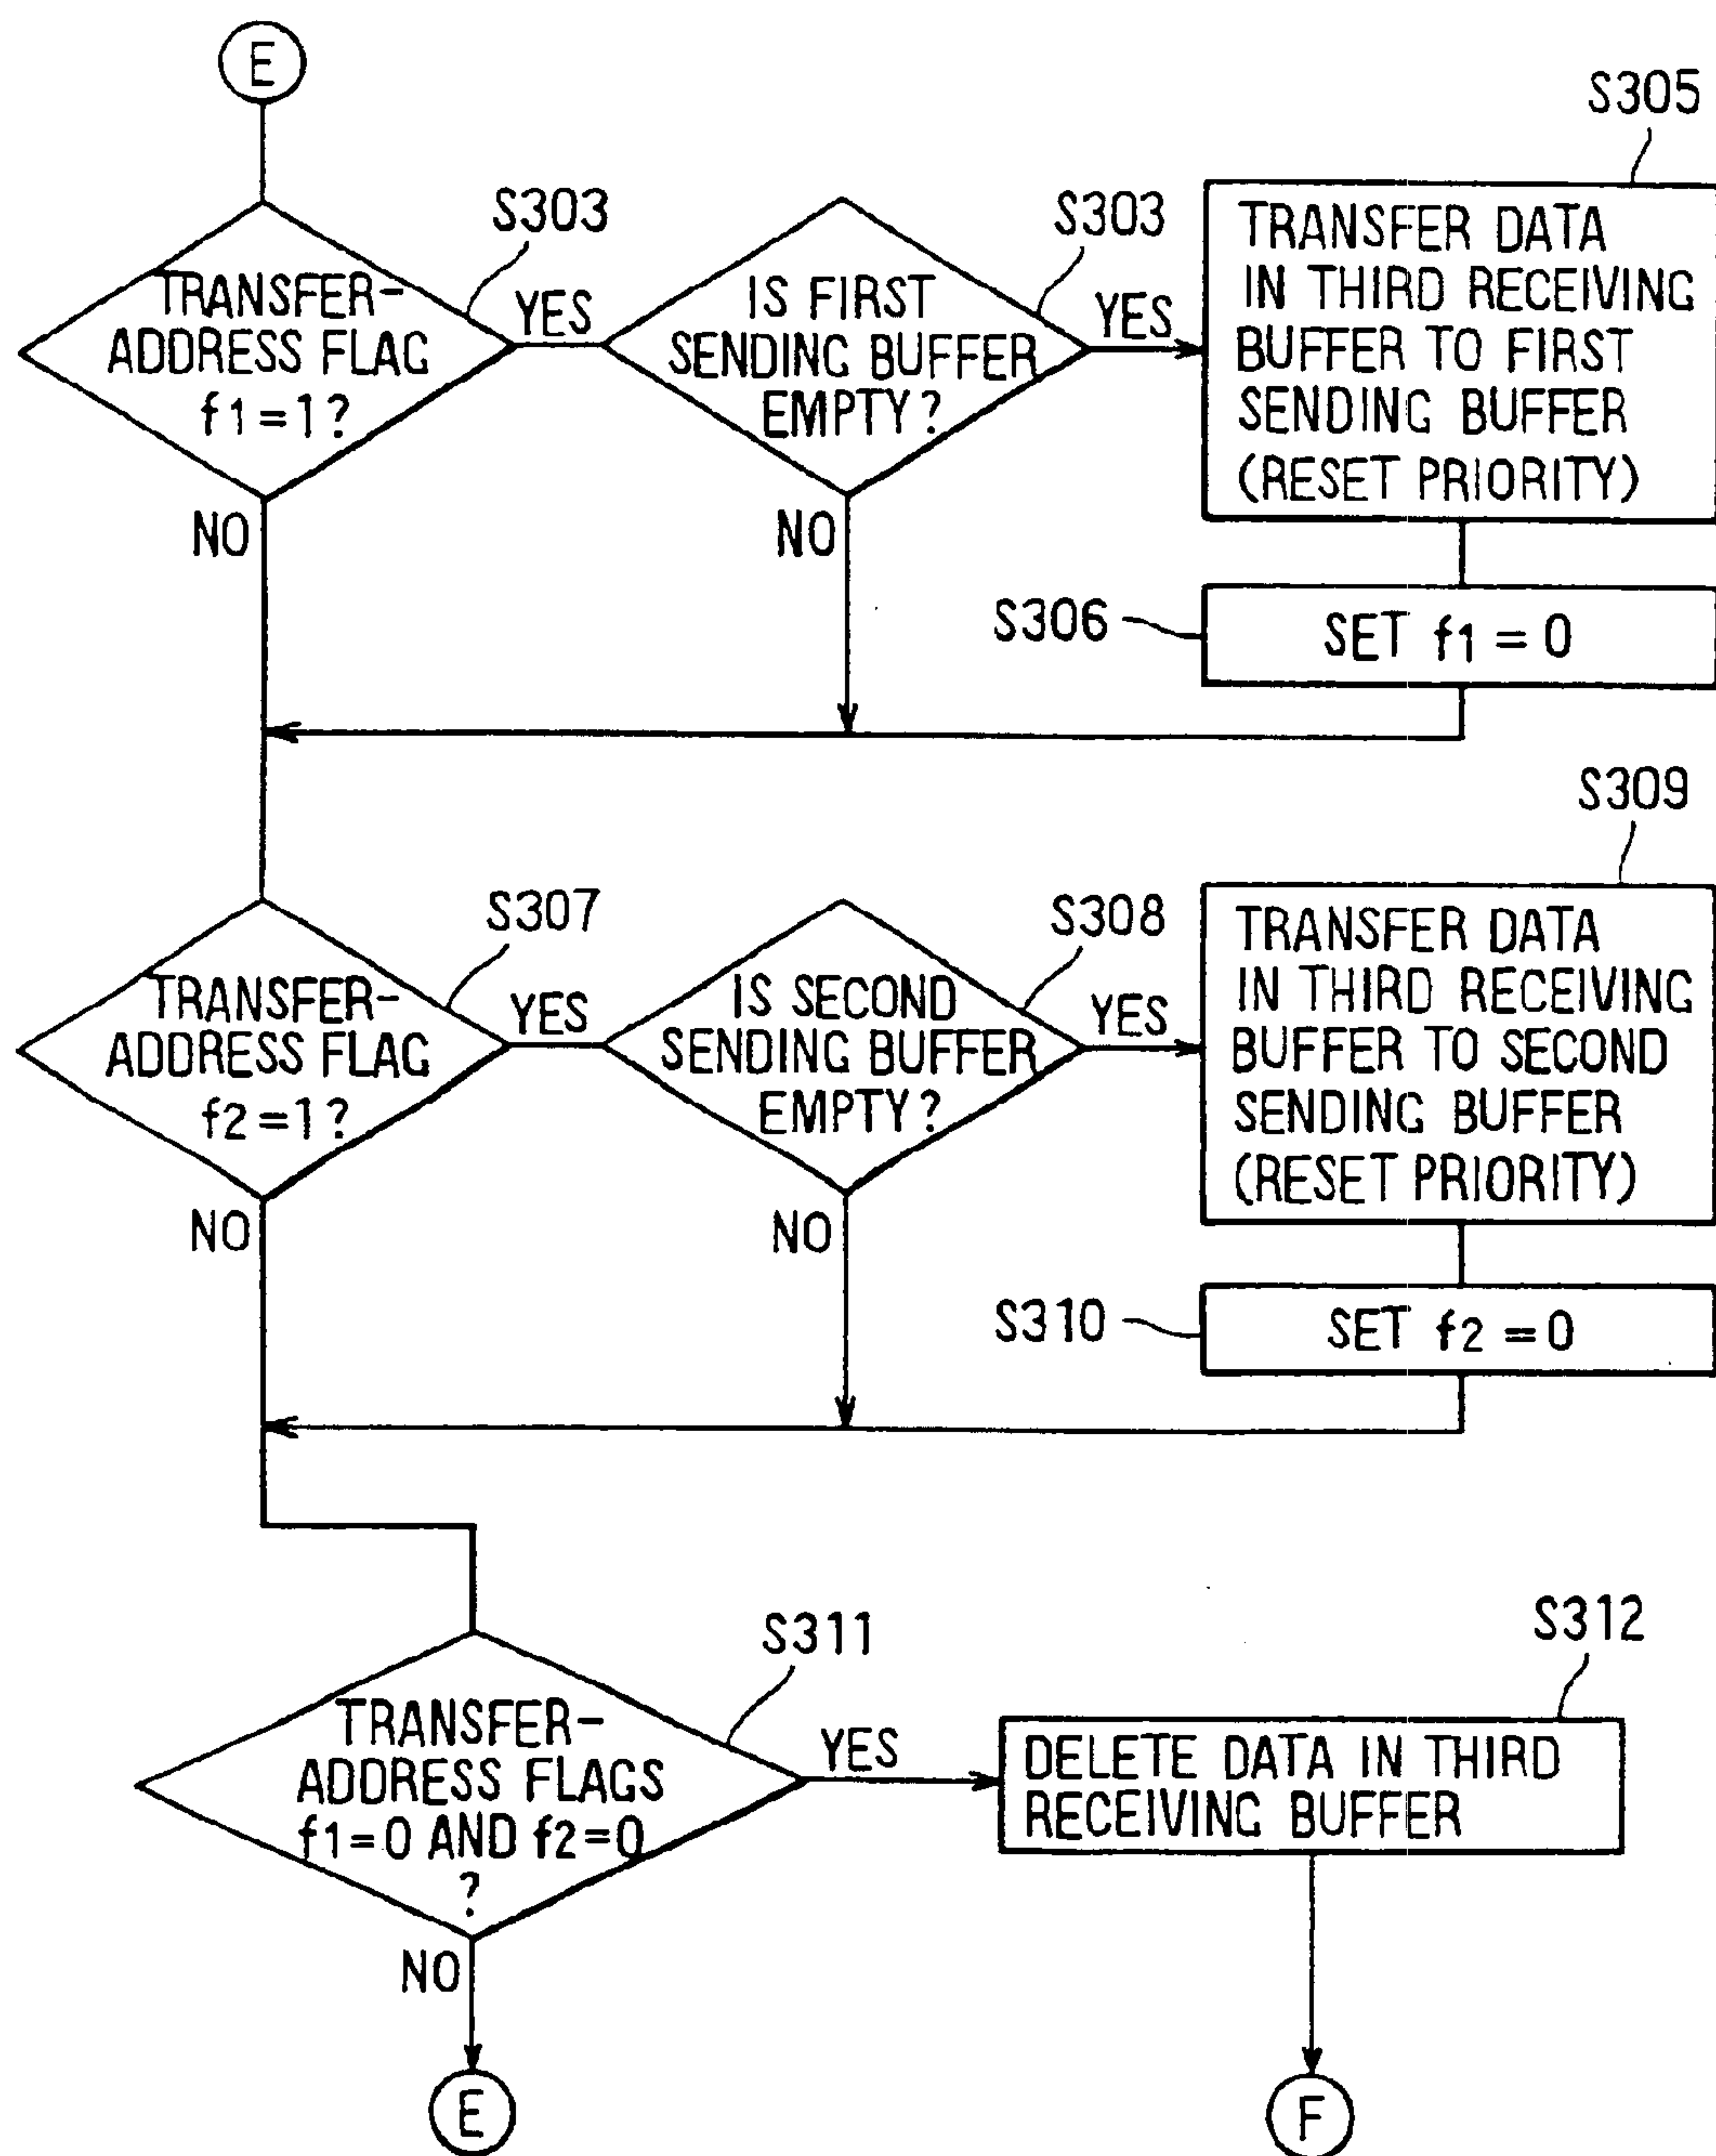 E
S305
S303
S303
TRANSFER-
ADDRESS FLAG
f1=1?
YES
IS FIRST
SENDING BUFFER
EMPTY?
YES
TRANSFER DATA
IN THIRD RECEIVING
BUFFER TO FIRST
SENDING BUFFER
(RESET PRIORITY)
NO
NO
S306
SET f1 = 0
S309
S307
S308
TRANSFER-
ADDRESS FLAG
f2=1?
YES
IS SECOND
SENDING BUFFER
EMPTY?
YES
TRANSFER DATA
IN THIRD RECEIVING
BUFFER TO SECOND
SENDING BUFFER
(RESET PRIORITY)
NO
NO
S310
SET f2 = 0
S311
S312
TRANSFER-
ADDRESS FLAGS
f1=0 AND f2=0
?
YES
DELETE DATA IN THIRD
RECEIVING BUFFER
NO
E
F